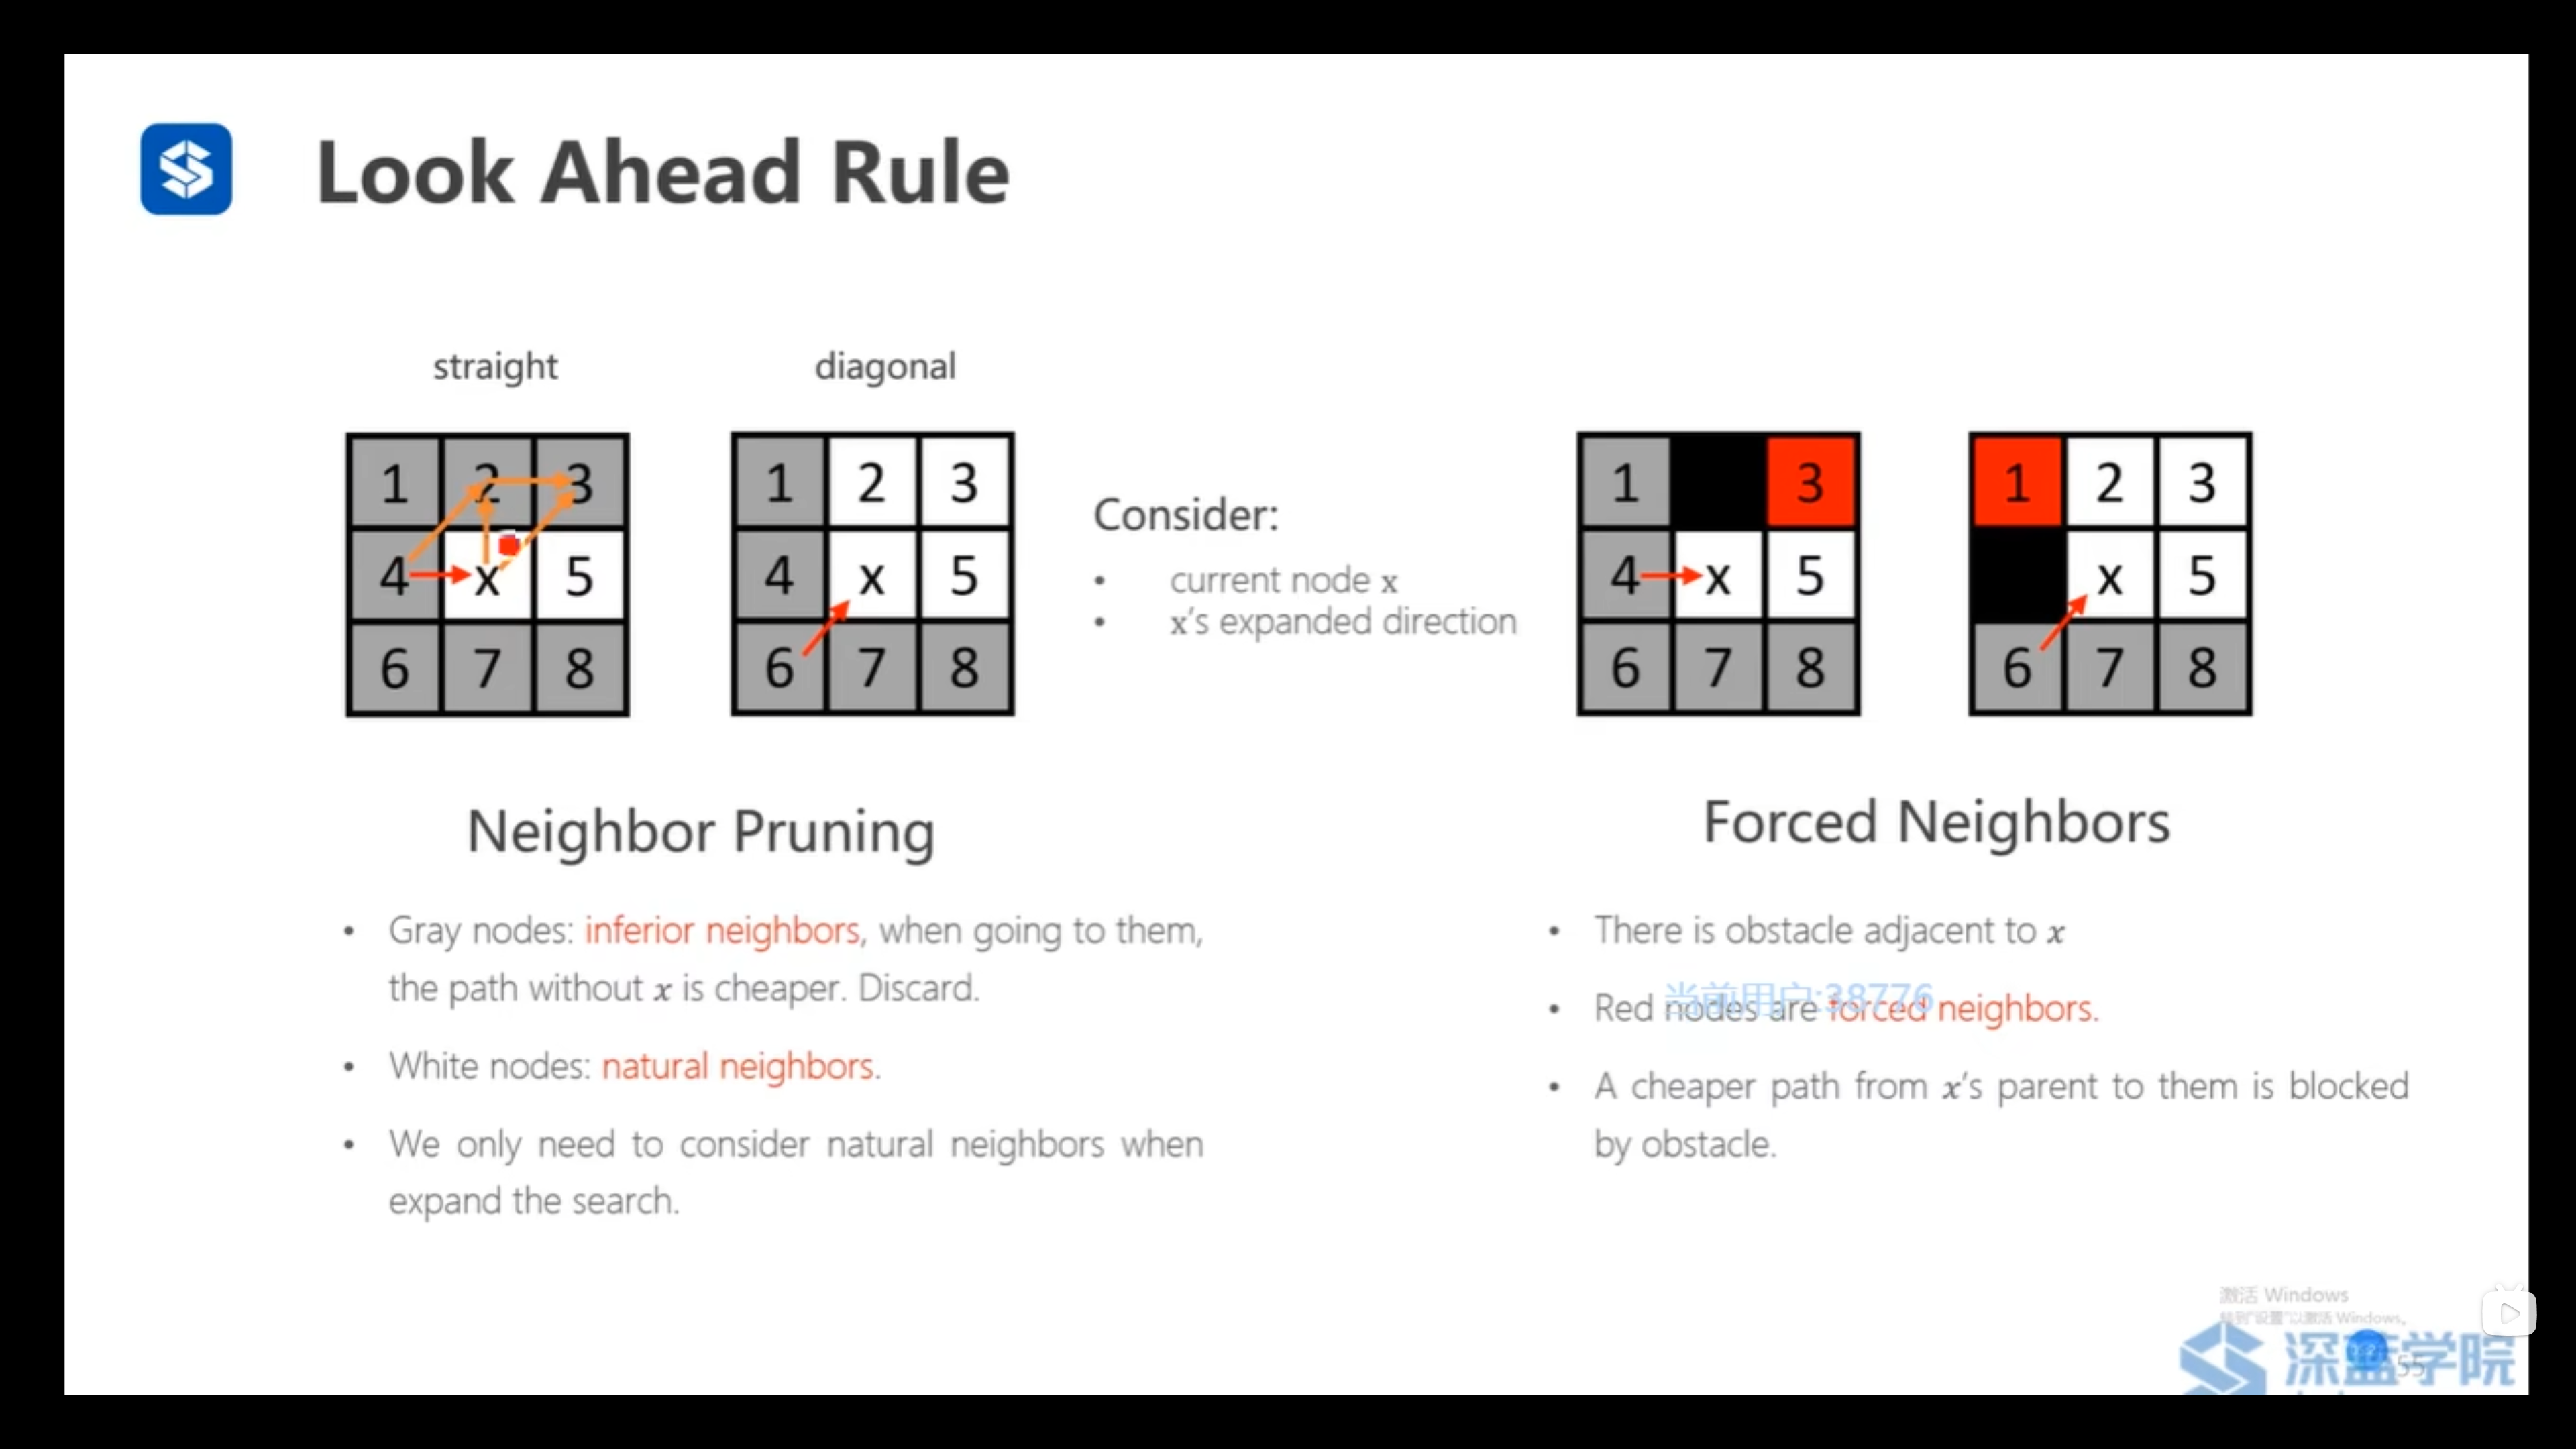 Look Ahead Rule
straight
diagonal
1 2 3
4 x 5
6 7 8
1 2 3
4 x 5
6 7 8
Consider:
• current node x
• x's expanded direction
1 3
4 x 5
6 7 8
1 2 3
x 5
6 7 8
Neighbor Pruning
• Gray nodes: inferior neighbors, when going to them,
the path without x is cheaper. Discard.
• White nodes: natural neighbors.
• We only need to consider natural neighbors when
expand the search.
Forced Neighbors
• There is obstacle adjacent to x
当前用户:38776
• Red nodes are forced neighbors.
• A cheaper path from x's parent to them is blocked
by obstacle.
激活 Windows
转到"设置"以激活 Windows。
深蓝学院
55